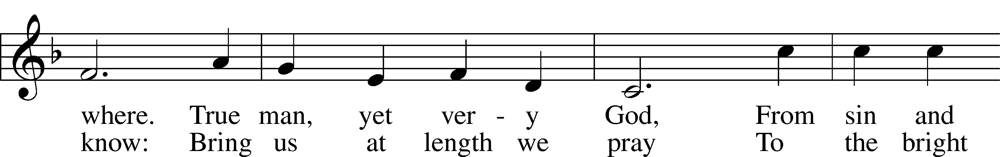 where. True man, yet ver - y God, From sin and
know: Bring us at length we pray To the bright